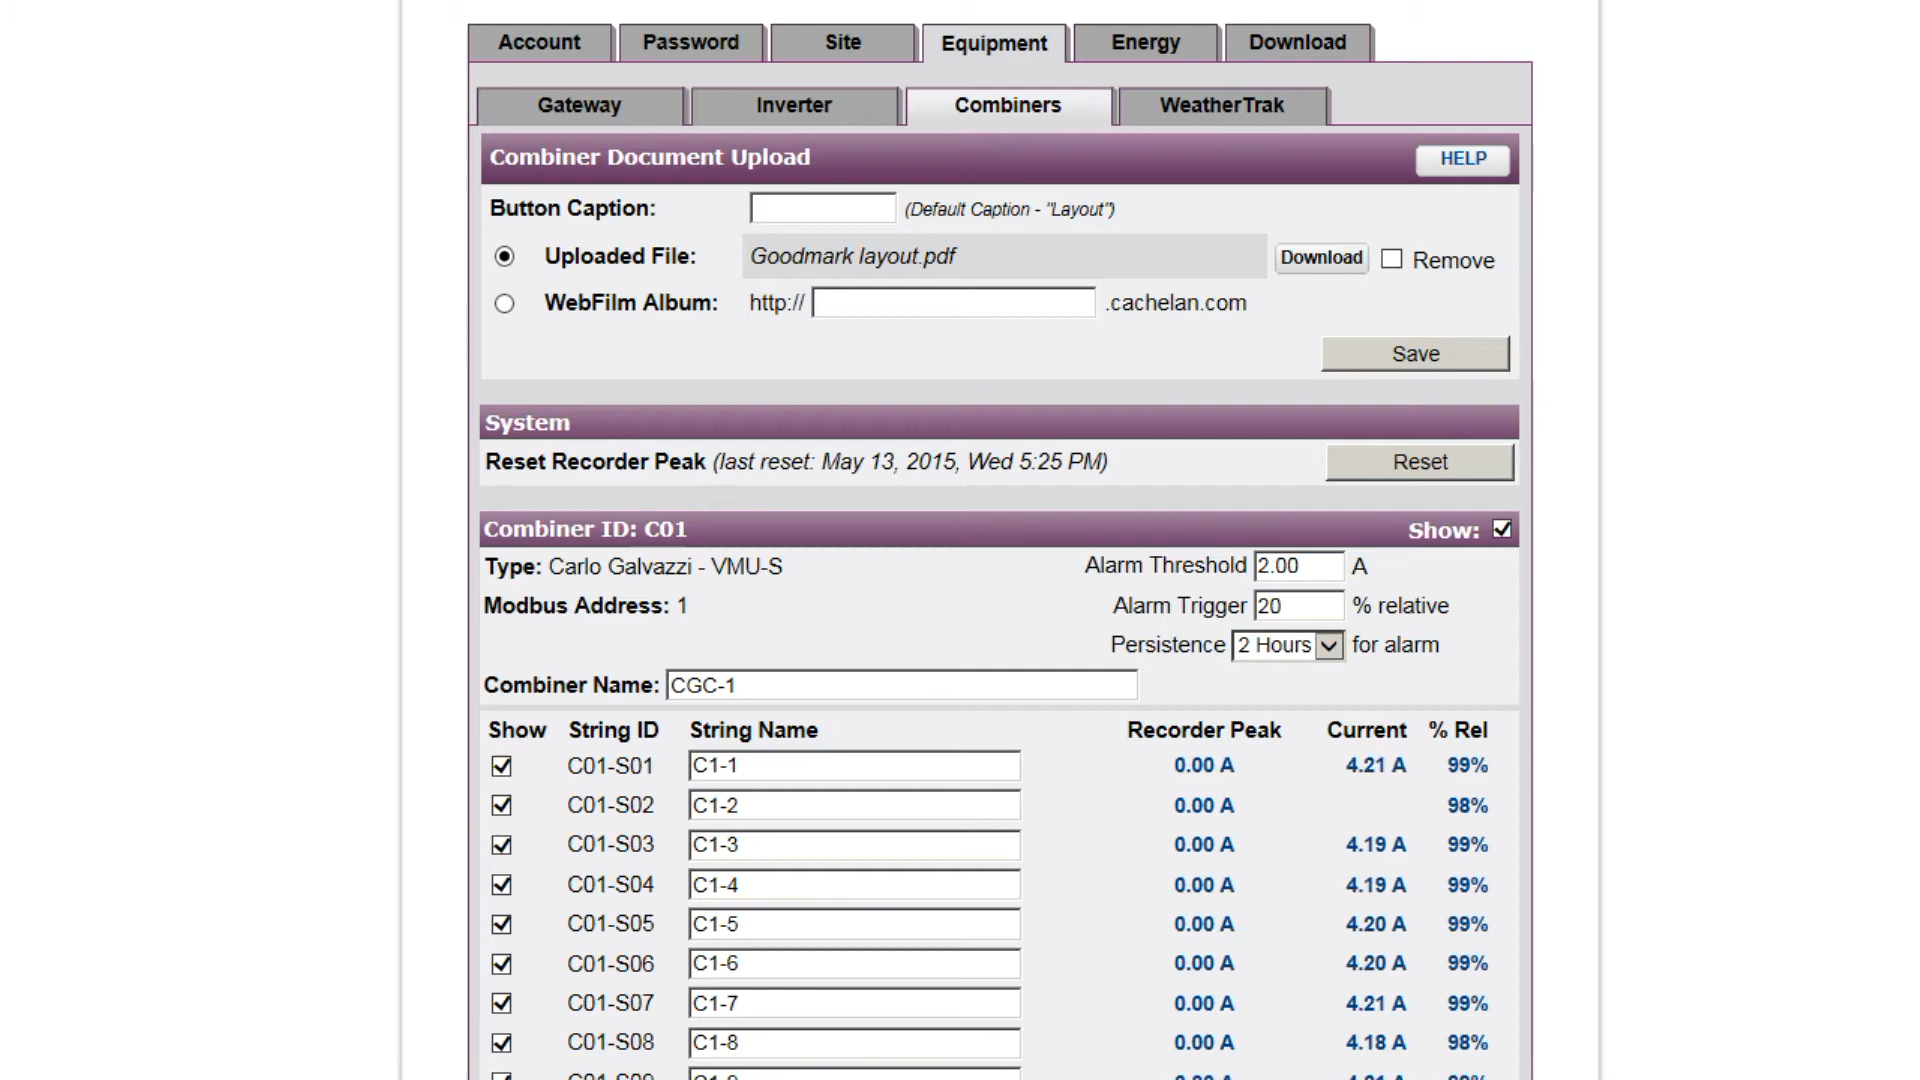 Account Password Site Equipment Energy Download
Gateway Inverter Combiners WeatherTrak
Combiner Document Upload HELP
Button Caption: (Default Caption - "Layout")
Uploaded File: Goodmark layout.pdf Download Remove
WebFilm Album: http:// .cachelan.com
Save
System
Reset Recorder Peak (last reset: May 13, 2015, Wed 5:25 PM) Reset
Combiner ID: C01 Show:
Type: Carlo Galvazzi - VMU-S Alarm Threshold 2.00 A
Modbus Address: 1 Alarm Trigger 20 % relative
Persistence 2 Hours for alarm
Combiner Name: CGC-1
Show String ID String Name Recorder Peak Current % Rel
C01-S01 C1-1 0.00 A 4.21 A 99%
C01-S02 C1-2 0.00 A 98%
C01-S03 C1-3 0.00 A 4.19 A 99%
C01-S04 C1-4 0.00 A 4.19 A 99%
C01-S05 C1-5 0.00 A 4.20 A 99%
C01-S06 C1-6 0.00 A 4.20 A 99%
C01-S07 C1-7 0.00 A 4.21 A 99%
C01-S08 C1-8 0.00 A 4.18 A 98%